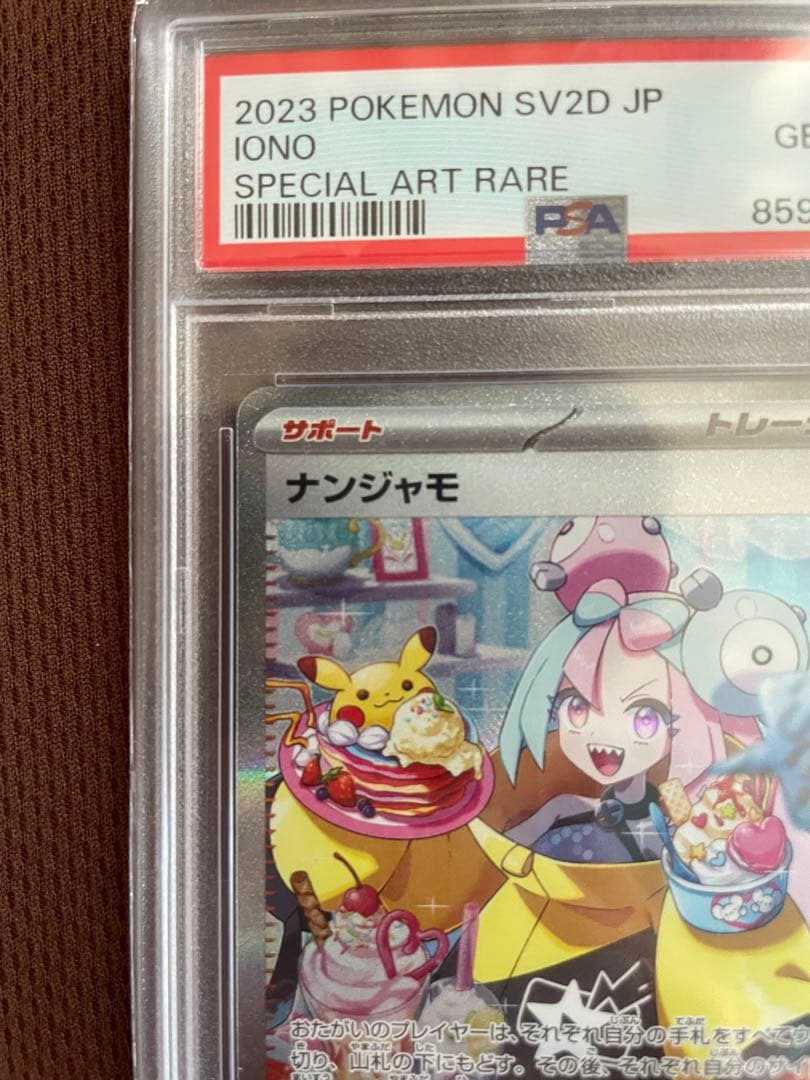 2023 POKEMON SV2D JP
IONO
GE
SPECIAL ART RARE
PSA
859
サポート
トレー
ナンジャモ
おたがいのプレイヤーは、それぞれ自分の手札をすべてウ
切り、山札の下にもどす。その後、それぞれ自分のサイ